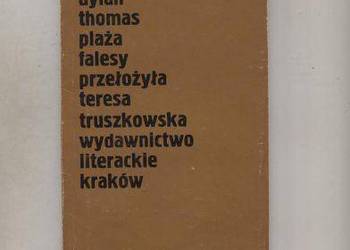 dylan
thomas
plaża
falesy
przełożyła
teresa
truszkowska
wydawnictwo
literackie
kraków